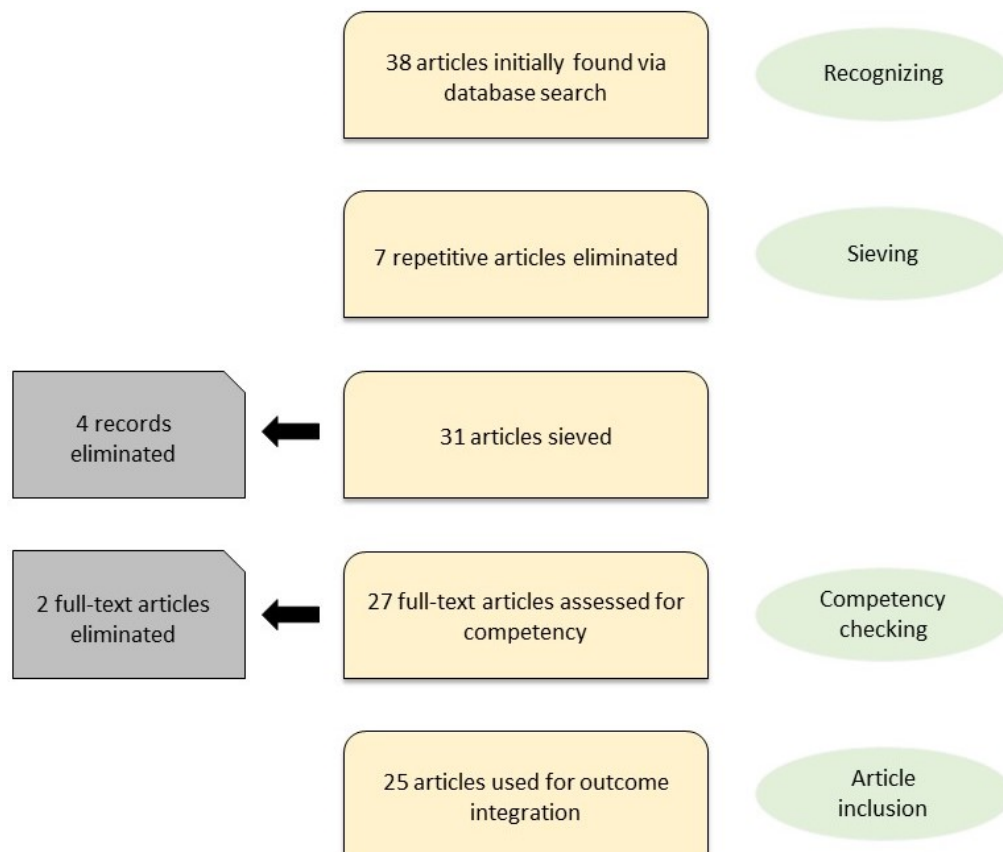 38 articles initially found via
database search
Recognizing
7 repetitive articles eliminated
Sieving
4 records
eliminated
31 articles sieved
2 full-text articles
eliminated
27 full-text articles assessed for
competency
Competency
checking
25 articles used for outcome
integration
Article
inclusion